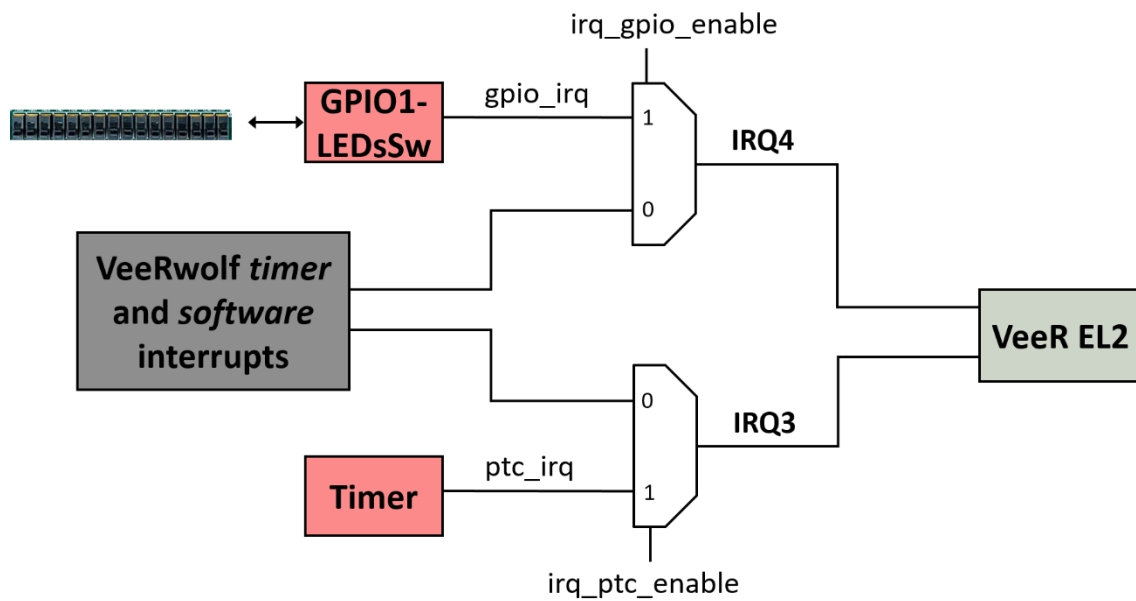 irq_gpio_enable
GPIO1-
LEDsSw
gpio_irq
1
IRQ4
0
VeeRwolf timer
and software
interrupts
VeeR EL2
0
IRQ3
ptc_irq
Timer
1
irq_ptc_enable